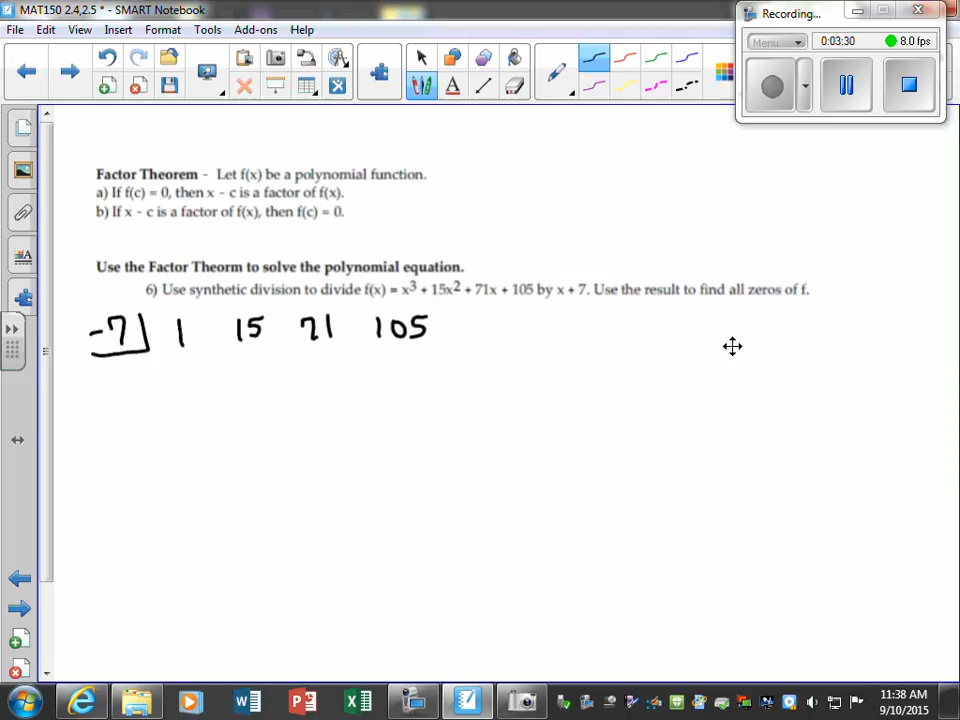 MAT150 2.4,2.5 * - SMART Notebook
Recording...
File Edit View Insert Format Tools Add-ons Help
Menu 0:03:30 8.0 fps
Factor Theorem - Let f(x) be a polynomial function.
a) If f(c) = 0, then x - c is a factor of f(x).
b) If x - c is a factor of f(x), then f(c) = 0.
Use the Factor Theorm to solve the polynomial equation.
6) Use synthetic division to divide f(x) = x³ + 15x² + 71x + 105 by x + 7. Use the result to find all zeros of f.
-7 1 15 71 105
11:38 AM
9/10/2015